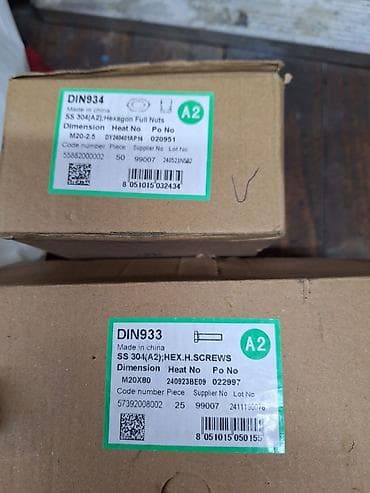 DIN934
Made in china
A2
SS 304(A2);Hexagon Full Nuts
Dimension Heat No Po No
M20-2.5 DY240401AP16 020951
Code number Piece Supplier No Lot No
55882000002 50 99007
8 051015 032434
DIN933
Made in china
A2
SS 304(A2);HEX.H.SCREWS
Dimension Heat No Po No
M20X80 240923BE09 022997
Code number Piece Supplier No Lot No
57392008002 25 99007
8 051015 050155